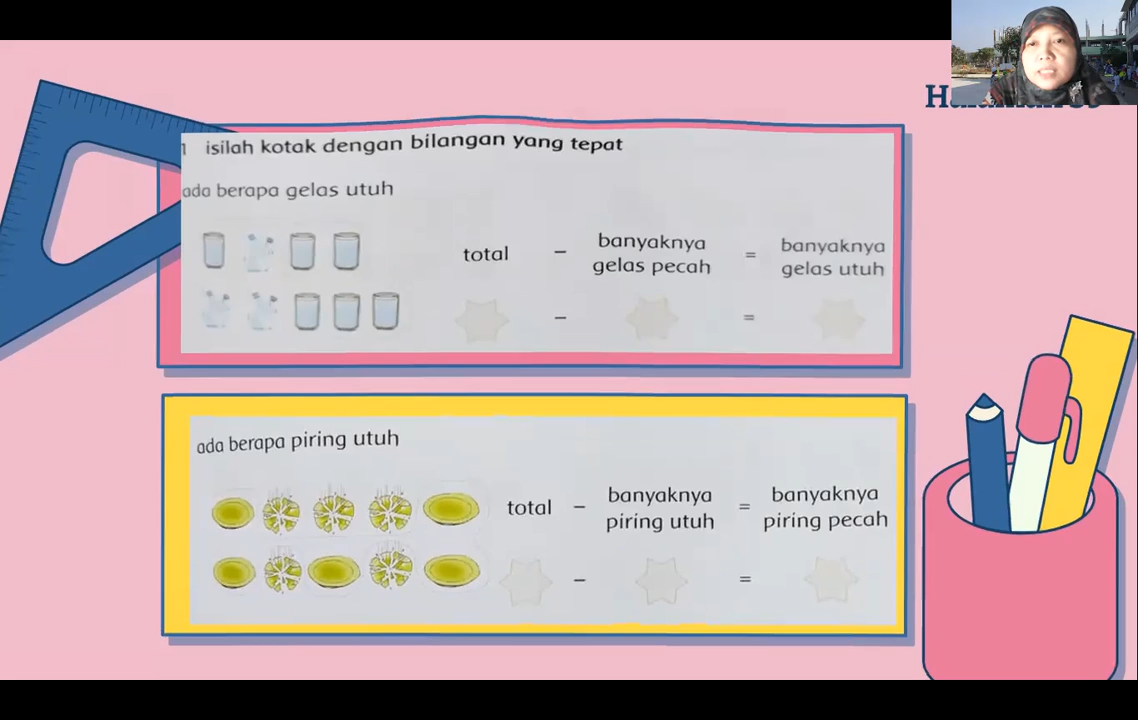 1 isilah kotak dengan bilangan yang tepat
ada berapa gelas utuh
total - banyaknya gelas pecah = banyaknya gelas utuh
- =
ada berapa piring utuh
total - banyaknya piring utuh = banyaknya piring pecah
- =